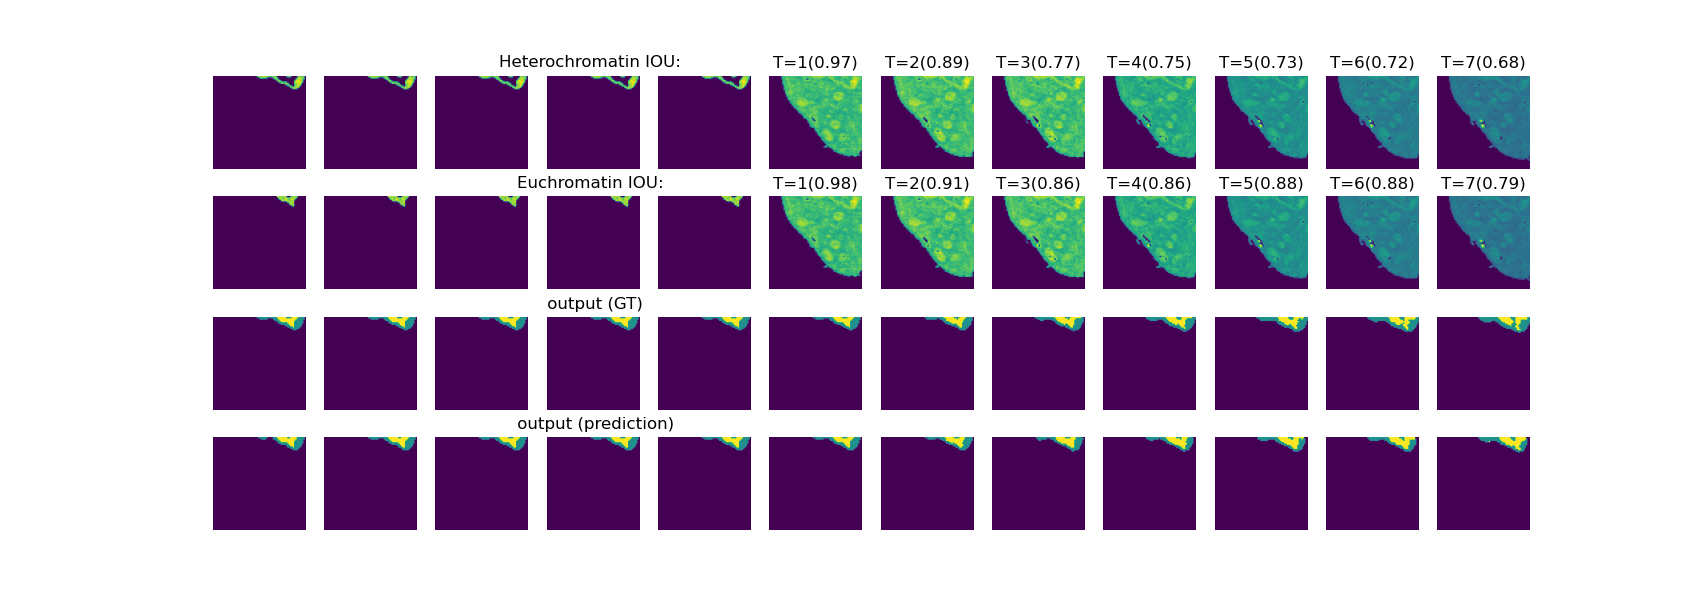 Heterochromatin IOU: T=1(0.97) T=2(0.89) T=3(0.77) T=4(0.75) T=5(0.73) T=6(0.72) T=7(0.68)
Euchromatin IOU: T=1(0.98) T=2(0.91) T=3(0.86) T=4(0.86) T=5(0.88) T=6(0.88) T=7(0.79)
output (GT)
output (prediction)